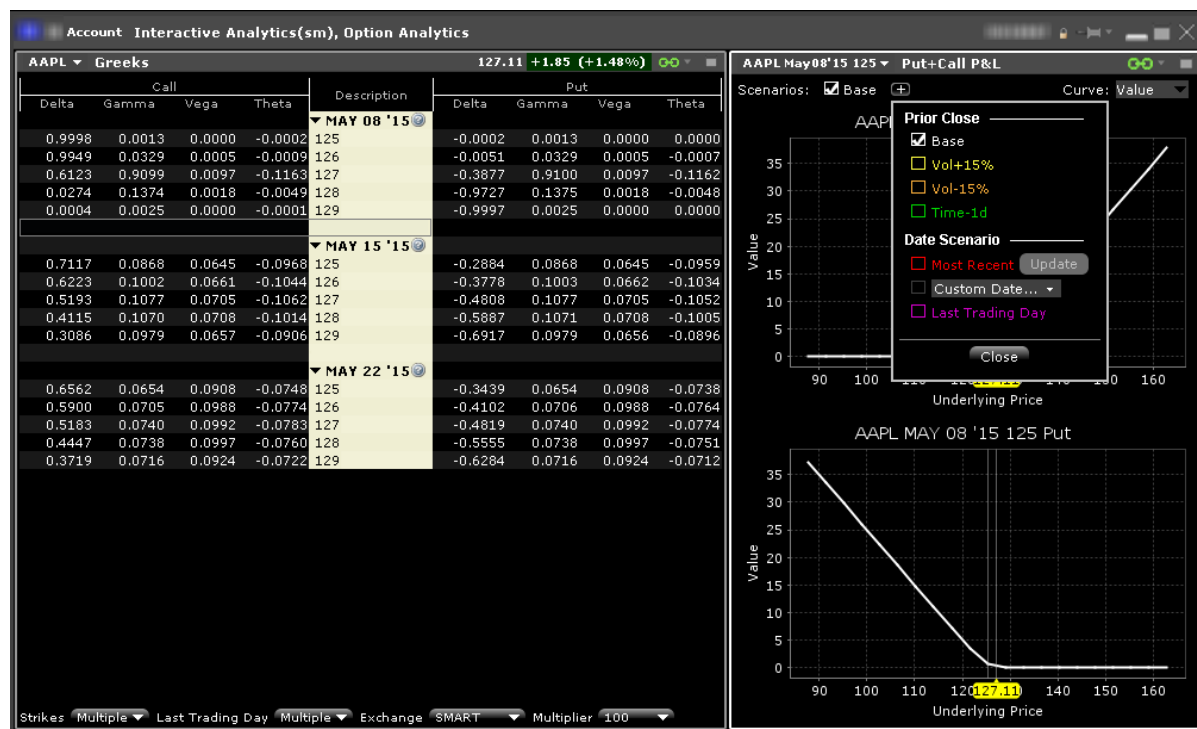 Account Interactive Analytics(sm), Option Analytics
AAPL Greeks 127.11 +1.85 (+1.48%)
Call Description Put
Delta Gamma Vega Theta Delta Gamma Vega Theta
MAY 08 '15
0.9998 0.0013 0.0000 -0.0002 125 -0.0002 0.0013 0.0000 0.0000
0.9949 0.0329 0.0005 -0.0009 126 -0.0051 0.0329 0.0005 -0.0007
0.6123 0.9099 0.0097 -0.1163 127 -0.3877 0.9100 0.0097 -0.1162
0.0274 0.1374 0.0018 -0.0049 128 -0.9727 0.1375 0.0018 -0.0048
0.0004 0.0025 0.0000 -0.0001 129 -0.9997 0.0025 0.0000 0.0000
MAY 15 '15
0.7117 0.0868 0.0645 -0.0968 125 -0.2884 0.0868 0.0645 -0.0959
0.6223 0.1002 0.0661 -0.1044 126 -0.3778 0.1003 0.0662 -0.1034
0.5193 0.1077 0.0705 -0.1062 127 -0.4808 0.1077 0.0705 -0.1052
0.4115 0.1070 0.0708 -0.1014 128 -0.5887 0.1071 0.0708 -0.1005
0.3086 0.0979 0.0657 -0.0906 129 -0.6917 0.0979 0.0656 -0.0896
MAY 22 '15
0.6562 0.0654 0.0908 -0.0748 125 -0.3439 0.0654 0.0908 -0.0738
0.5900 0.0705 0.0988 -0.0774 126 -0.4102 0.0706 0.0988 -0.0764
0.5183 0.0740 0.0992 -0.0783 127 -0.4819 0.0740 0.0992 -0.0774
0.4447 0.0738 0.0997 -0.0760 128 -0.5555 0.0738 0.0997 -0.0751
0.3719 0.0716 0.0924 -0.0722 129 -0.6284 0.0716 0.0924 -0.0712
Strikes Multiple Last Trading Day Multiple Exchange SMART Multiplier 100
AAPL May08'15 125 Put+Call P&L
Scenarios: Base Curve: Value
Prior Close
Base
Vol+15%
Vol-15%
Time-1d
Date Scenario
Most Recent Update
Custom Date...
Last Trading Day
Close
35
30
25
20
15
10
5
0
Value
90 100 127.11 160
Underlying Price
AAPL MAY 08 '15 125 Put
35
30
25
20
15
10
5
0
Value
90 100 110 127.11 140 150 160
Underlying Price